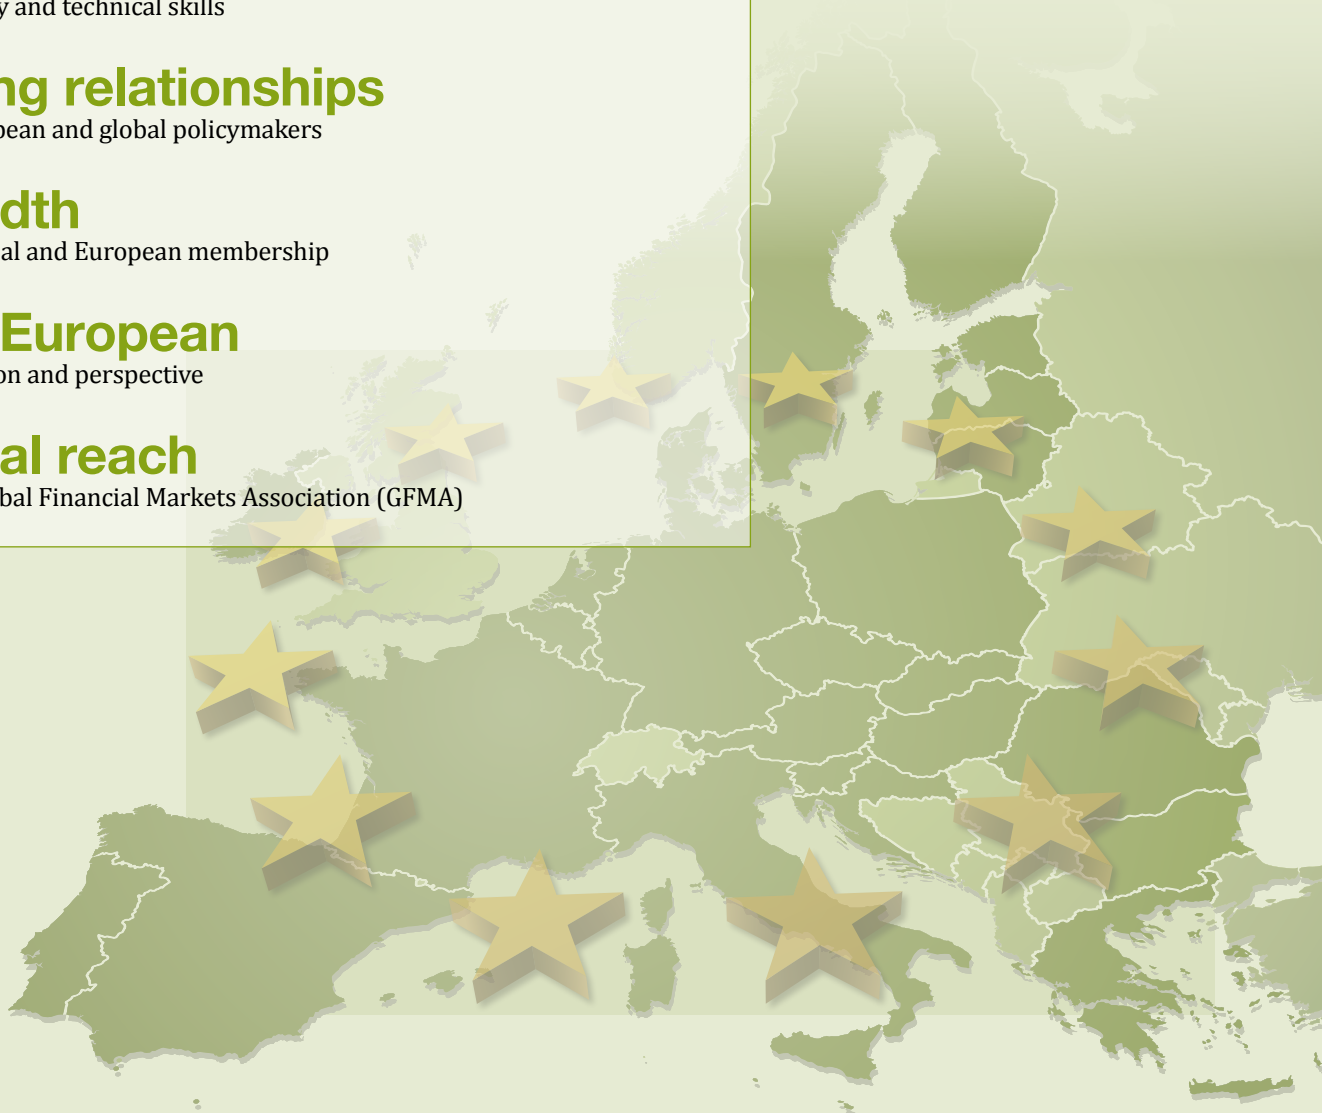 y and technical skills
ng relationships
pean and global policymakers
dth
al and European membership
European
on and perspective
al reach
bal Financial Markets Association (GFMA)